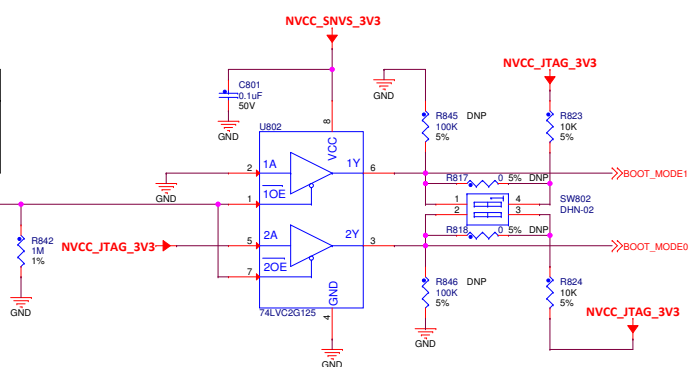 NVCC_SNVS_3V3
NVCC_JTAG_3V3
C801
0.1uF
50V
GND
GND
R845 DNP
100K
5%
R823
10K
5%
U802
8
VCC
2 1A 1Y 6
GND
1OE
1
R817 0 5% DNP
BOOT_MODE1
1 4
2 3
SW802
DHN-02
R842
1M
1%
NVCC_JTAG_3V3
5 2A 2Y 3
R818 0 5% DNP
BOOT_MODE0
2OE
7
GND
4
74LVC2G125
R846 DNP
100K
5%
R824
10K
5%
NVCC_JTAG_3V3
GND
GND
GND